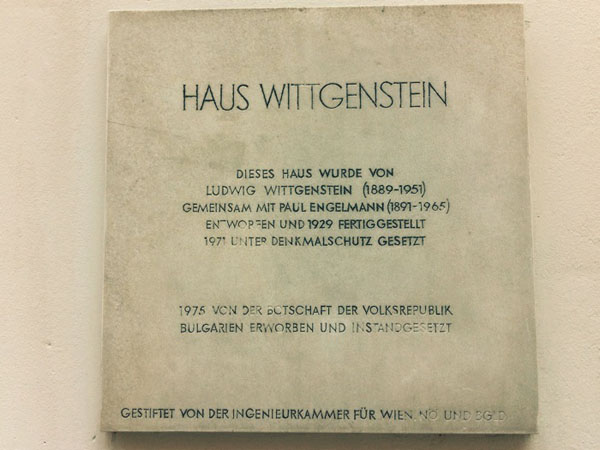 HAUS WITTGENSTEIN
DIESES HAUS WURDE VON
LUDWIG WITTGENSTEIN (1889-1951)
GEMEINSAM MIT PAUL ENGELMANN (1891-1965)
ENTWORFEN UND 1929 FERTIGGESTELLT
1971 UNTER DENKMALSCHUTZ GESETZT
1975 VON DER BOTSCHAFT DER VOLKSREPUBLIK
BULGARIEN ERWORBEN UND INSTANDGESETZT
GESTIFTET VON DER INGENIEURKAMMER FÜR WIEN, NÖ UND BGLD